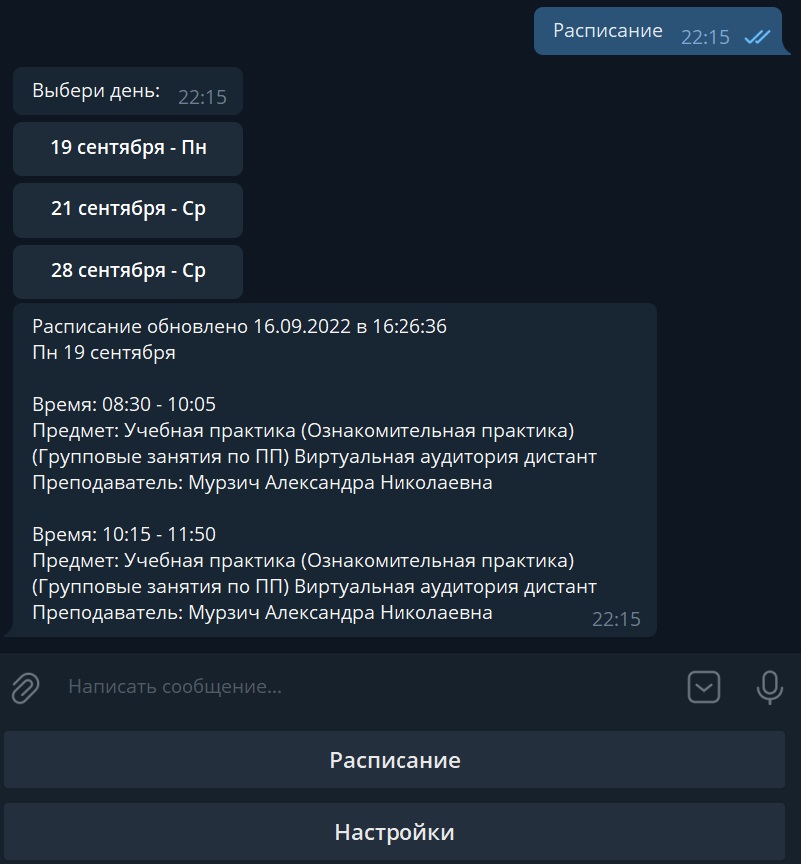 Расписание 22:15
Выбери день: 22:15
19 сентября - Пн
21 сентября - Ср
28 сентября - Ср
Расписание обновлено 16.09.2022 в 16:26:36
Пн 19 сентября
Время: 08:30 - 10:05
Предмет: Учебная практика (Ознакомительная практика)
(Групповые занятия по ПП) Виртуальная аудитория дистант
Преподаватель: Мурзич Александра Николаевна
Время: 10:15 - 11:50
Предмет: Учебная практика (Ознакомительная практика)
(Групповые занятия по ПП) Виртуальная аудитория дистант
Преподаватель: Мурзич Александра Николаевна
22:15
Написать сообщение...
Расписание
Настройки